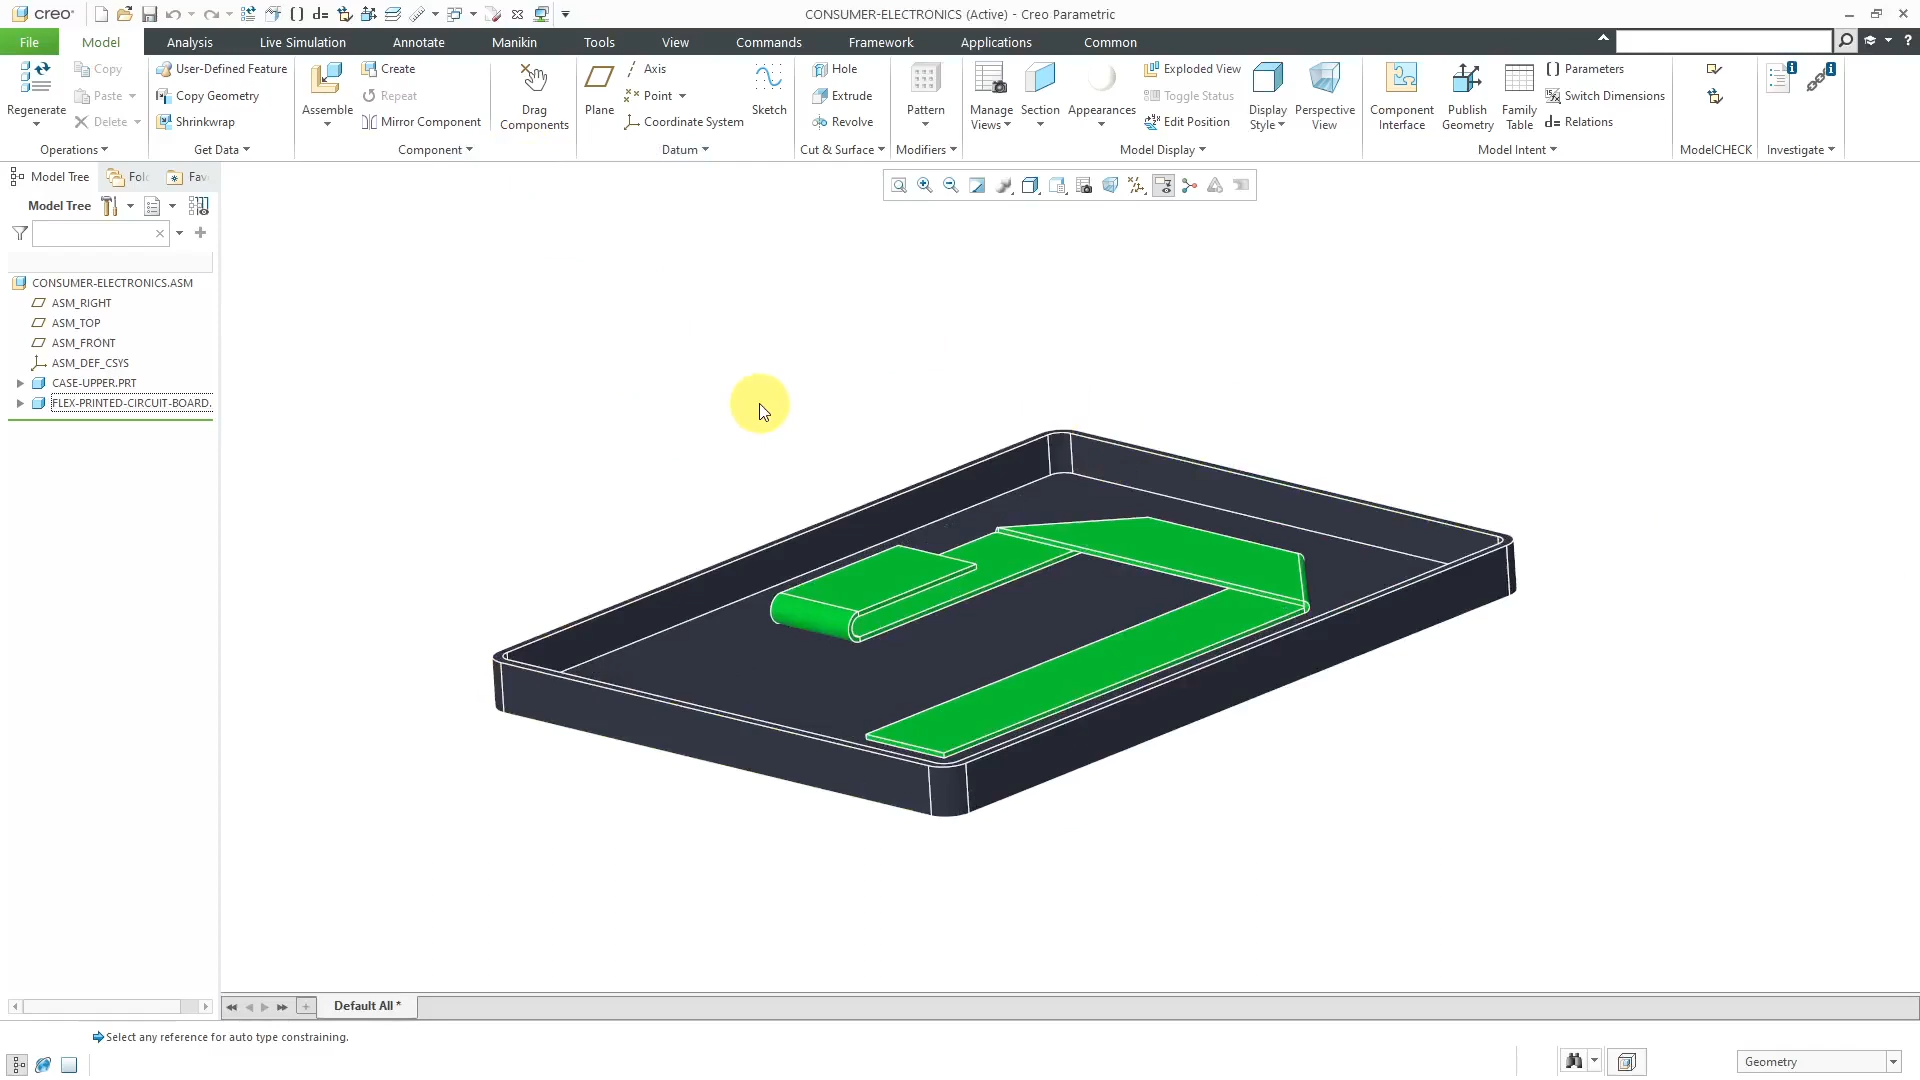 creo
CONSUMER-ELECTRONICS (Active) - Creo Parametric
File
Model
Analysis
Live Simulation
Annotate
Manikin
Tools
View
Commands
Framework
Applications
Common
Regenerate
Copy
Paste
Delete
Operations
User-Defined Feature
Copy Geometry
Shrinkwrap
Get Data
Assemble
Create
Repeat
Mirror Component
Component
Drag
Components
Plane
Axis
Point
Coordinate System
Sketch
Datum
Hole
Extrude
Revolve
Cut & Surface
Pattern
Modifiers
Manage
Views
Section
Appearances
Exploded View
Toggle Status
Edit Position
Display
Style
Perspective
View
Model Display
Component
Interface
Publish
Geometry
Family
Table
Parameters
Switch Dimensions
d= Relations
Model Intent
ModelCHECK
Investigate
Model Tree
Fol
Fav
Model Tree
CONSUMER-ELECTRONICS.ASM
ASM_RIGHT
ASM_TOP
ASM_FRONT
ASM_DEF_CSYS
CASE-UPPER.PRT
FLEX-PRINTED-CIRCUIT-BOARD.
Default All *
Select any reference for auto type constraining.
Geometry